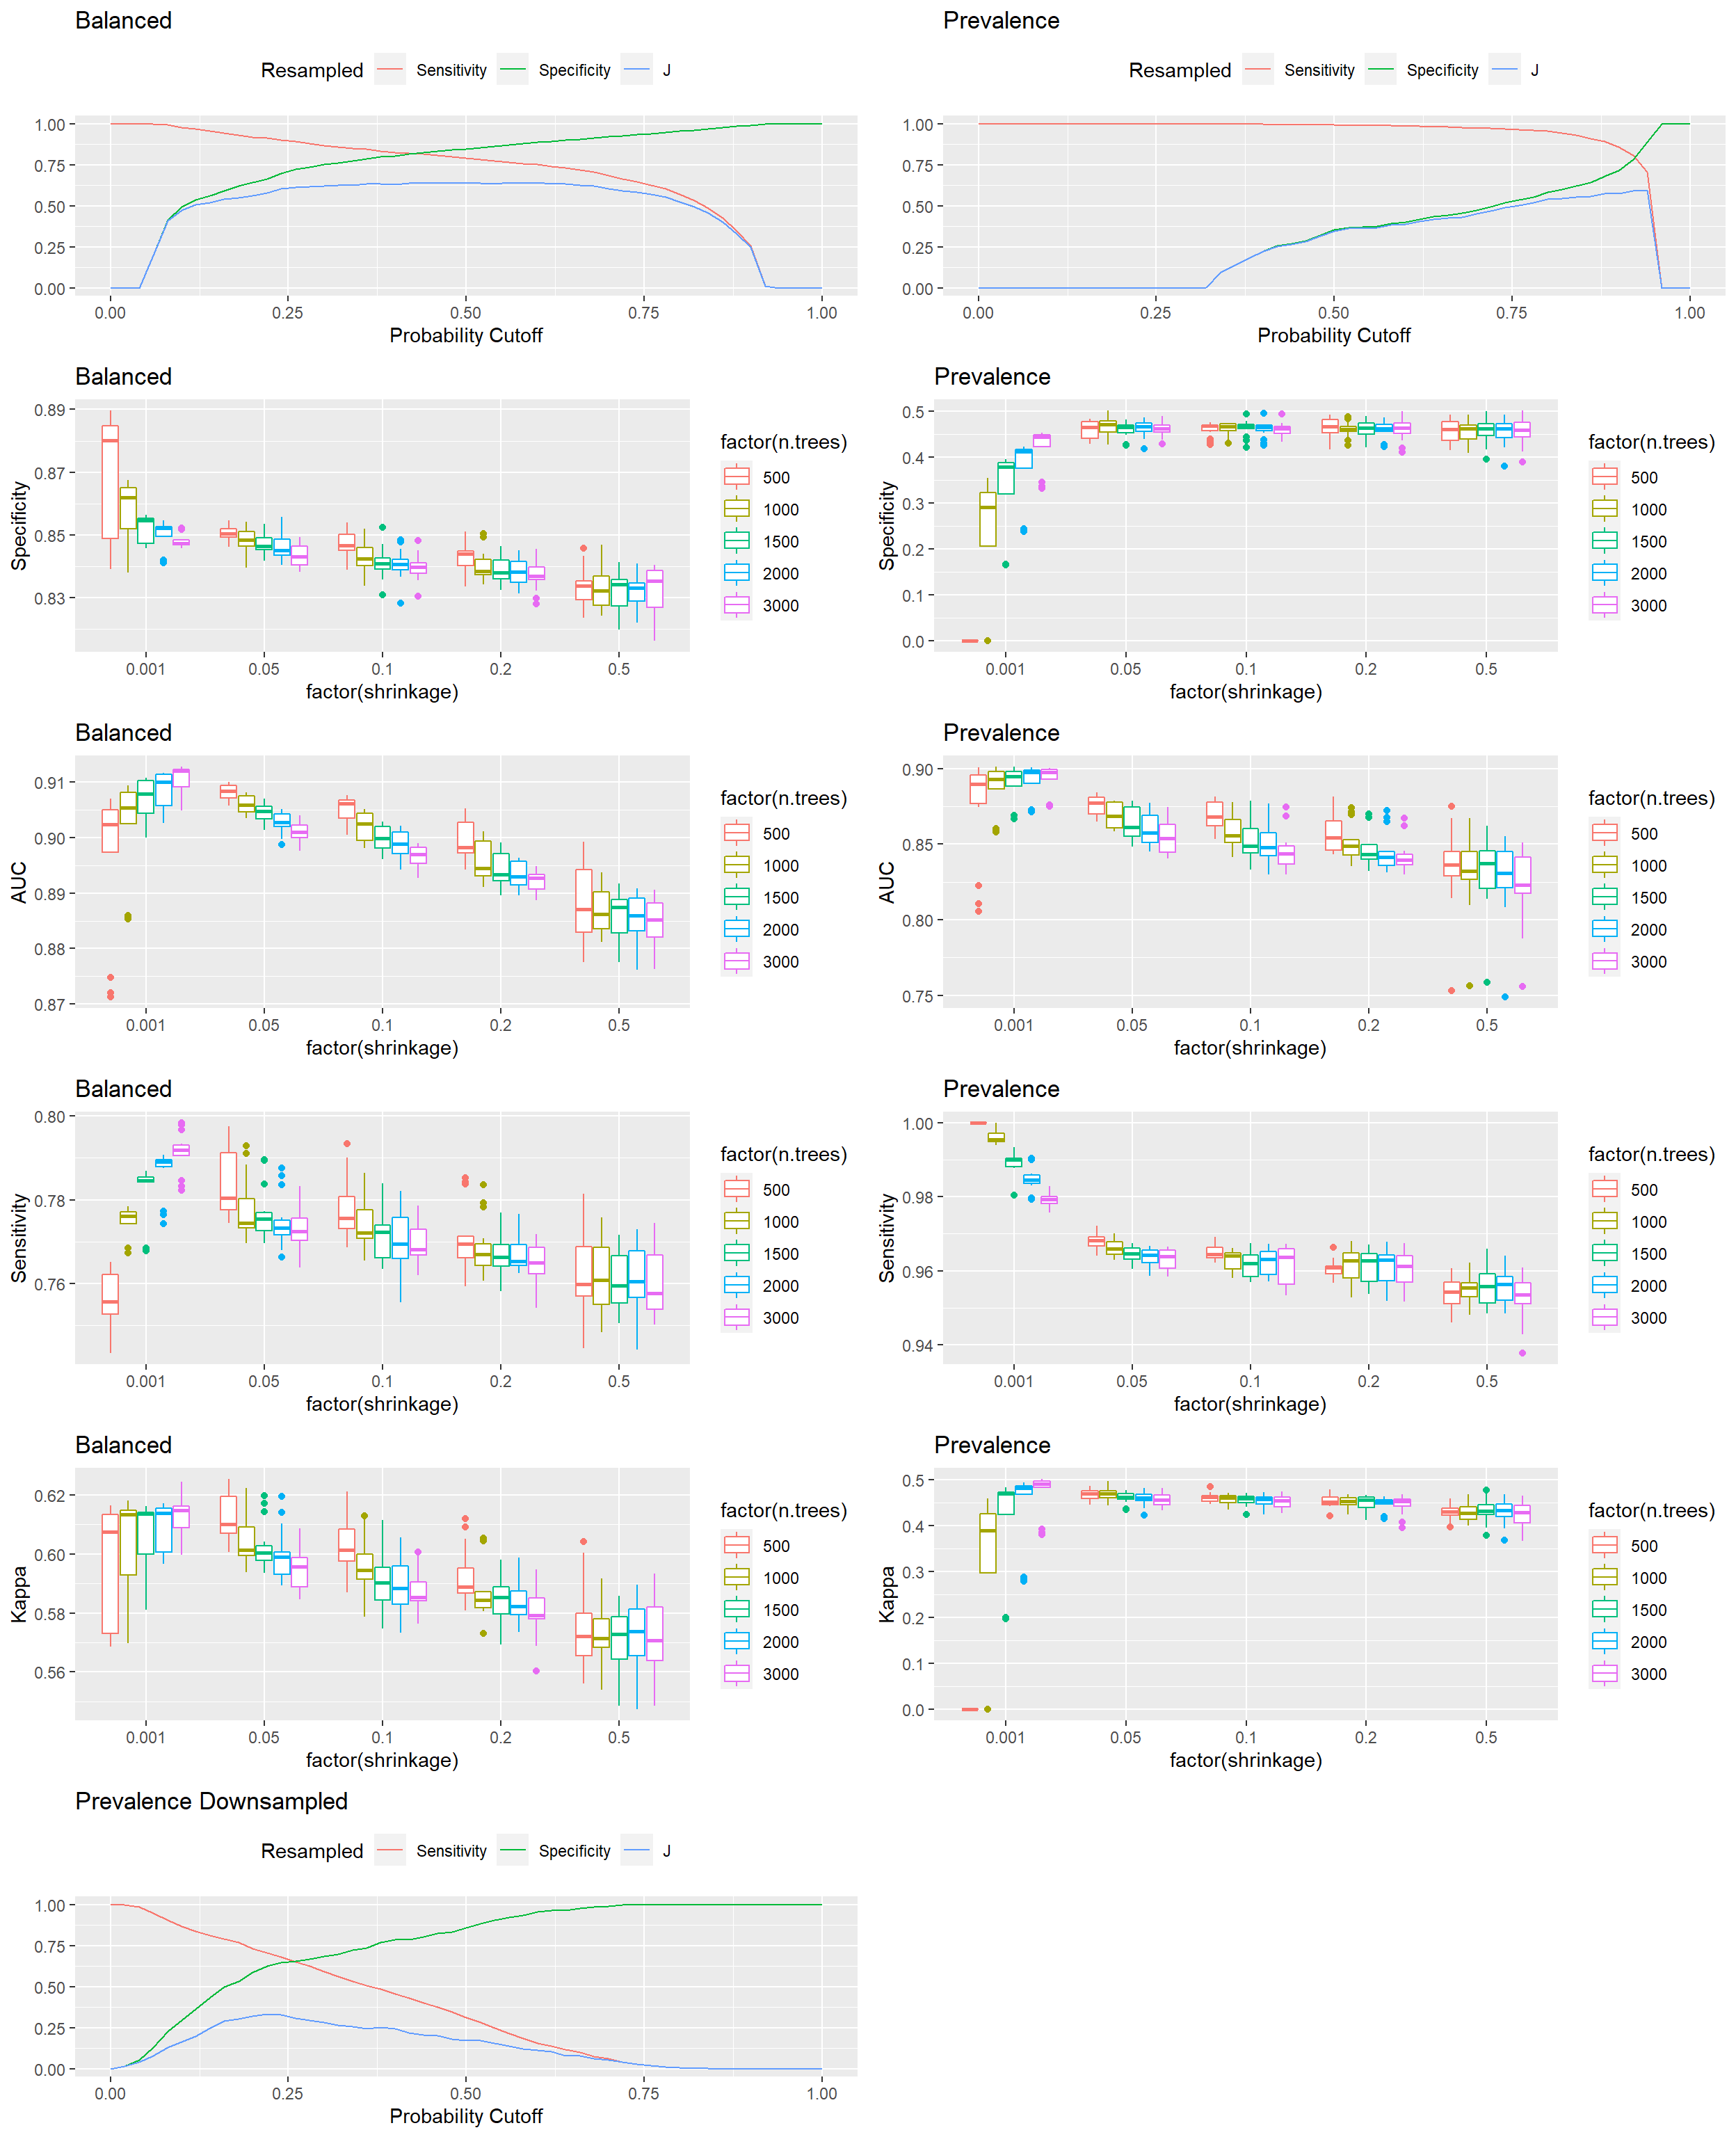 Balanced
Resampled Sensitivity Specificity J
1.00
0.75
0.50
0.25
0.00
0.00 0.25 0.50 0.75 1.00
Probability Cutoff
Prevalence
Resampled Sensitivity Specificity J
1.00
0.75
0.50
0.25
0.00
0.00 0.25 0.50 0.75 1.00
Probability Cutoff
Balanced
Specificity
0.89
0.87
0.85
0.83
0.001 0.05 0.1 0.2 0.5
factor(shrinkage)
factor(n.trees)
500
1000
1500
2000
3000
Prevalence
Specificity
0.5
0.4
0.3
0.2
0.1
0.0
0.001 0.05 0.1 0.2 0.5
factor(shrinkage)
factor(n.trees)
500
1000
1500
2000
3000
Balanced
AUC
0.91
0.90
0.89
0.88
0.87
0.001 0.05 0.1 0.2 0.5
factor(shrinkage)
factor(n.trees)
500
1000
1500
2000
3000
Prevalence
AUC
0.90
0.85
0.80
0.75
0.001 0.05 0.1 0.2 0.5
factor(shrinkage)
factor(n.trees)
500
1000
1500
2000
3000
Balanced
Sensitivity
0.80
0.78
0.76
0.001 0.05 0.1 0.2 0.5
factor(shrinkage)
factor(n.trees)
500
1000
1500
2000
3000
Prevalence
Sensitivity
1.00
0.98
0.96
0.94
0.001 0.05 0.1 0.2 0.5
factor(shrinkage)
factor(n.trees)
500
1000
1500
2000
3000
Balanced
Kappa
0.62
0.60
0.58
0.56
0.001 0.05 0.1 0.2 0.5
factor(shrinkage)
factor(n.trees)
500
1000
1500
2000
3000
Prevalence
Kappa
0.5
0.4
0.3
0.2
0.1
0.0
0.001 0.05 0.1 0.2 0.5
factor(shrinkage)
factor(n.trees)
500
1000
1500
2000
3000
Prevalence Downsampled
Resampled Sensitivity Specificity J
1.00
0.75
0.50
0.25
0.00
0.00 0.25 0.50 0.75 1.00
Probability Cutoff